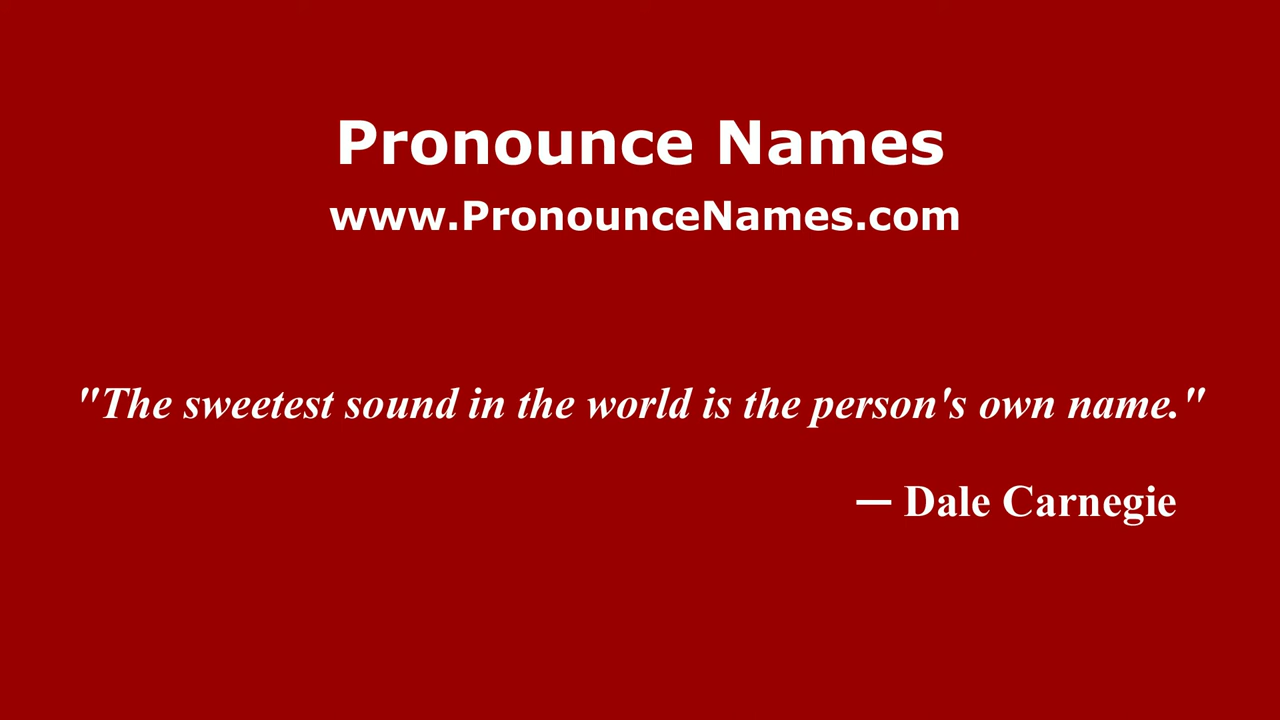 Pronounce Names
www.PronounceNames.com
"The sweetest sound in the world is the person's own name."
— Dale Carnegie